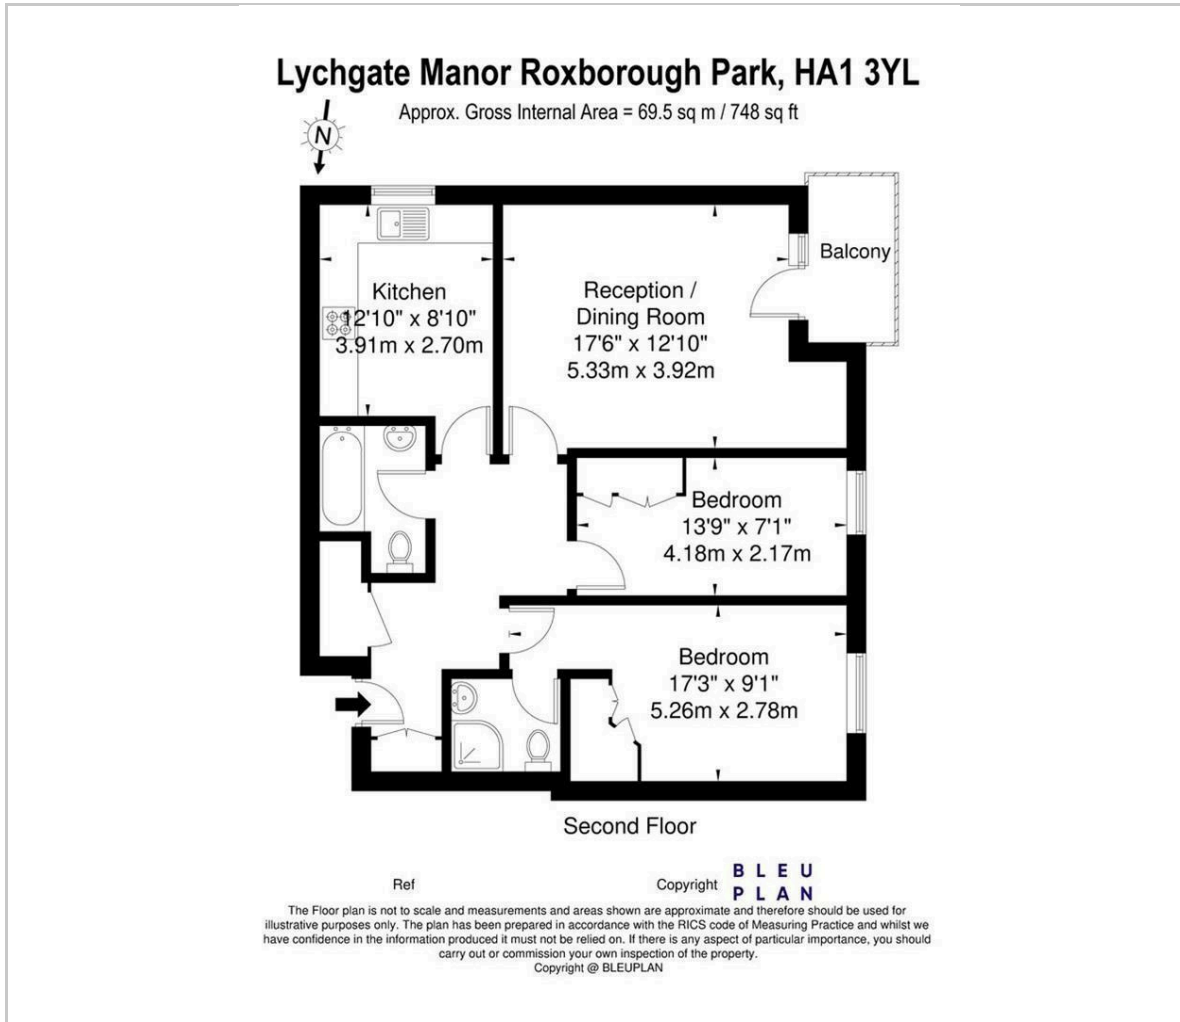 Lychgate Manor Roxborough Park, HA1 3YL
Approx. Gross Internal Area = 69.5 sq m / 748 sq ft
N
Balcony
Kitchen
12'10" x 8'10"
3.91m x 2.70m
Reception /
Dining Room
17'6" x 12'10"
5.33m x 3.92m
Bedroom
13'9" x 7'1"
4.18m x 2.17m
Bedroom
17'3" x 9'1"
5.26m x 2.78m
Second Floor
Ref
Copyright
BLEU
PLAN
The Floor plan is not to scale and measurements and areas shown are approximate and therefore should be used for
illustrative purposes only. The plan has been prepared in accordance with the RICS code of Measuring Practice and whilst we
have confidence in the information produced it must not be relied on. If there is any aspect of particular importance, you should
carry out or commission your own inspection of the property.
Copyright @ BLEUPLAN